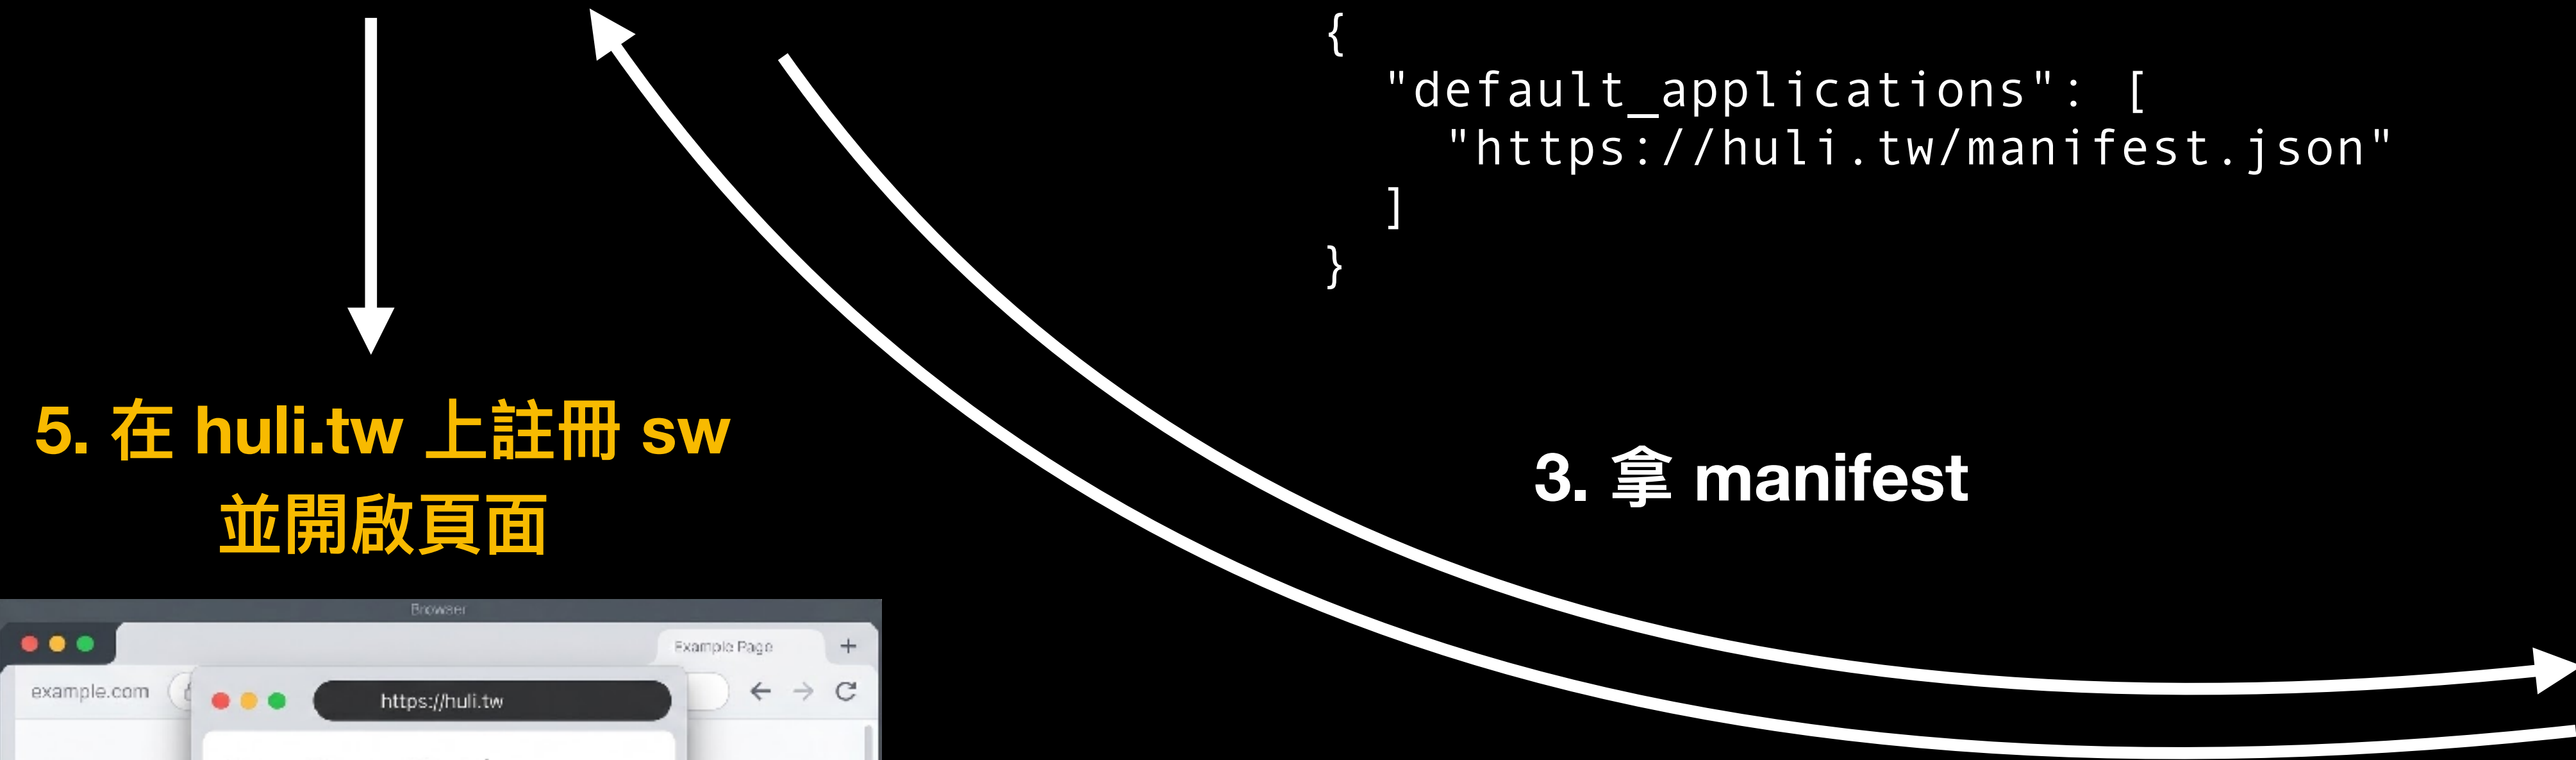 {
"default_applications": [
"https://huli.tw/manifest.json"
]
}
5. 在 huli.tw 上註冊 sw
並開啟頁面
3. 拿 manifest
Browser
Example Page +
example.com
https://huli.tw